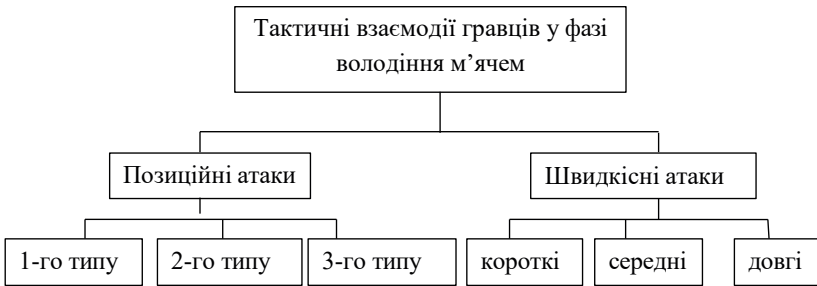 Тактичні взаємодії гравців у фазі
володіння м’ячем
Позиційні атаки
Швидкісні атаки
1-го типу
2-го типу
3-го типу
короткі
середні
довгі